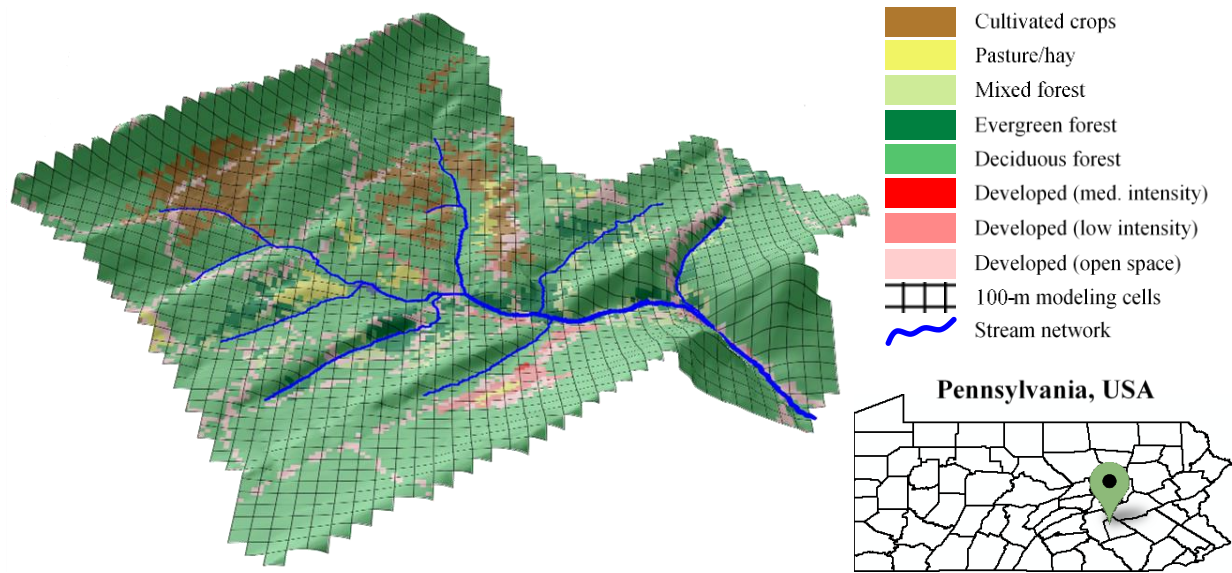 Cultivated crops
Pasture/hay
Mixed forest
Evergreen forest
Deciduous forest
Developed (med. intensity)
Developed (low intensity)
Developed (open space)
100-m modeling cells
Stream network
Pennsylvania, USA